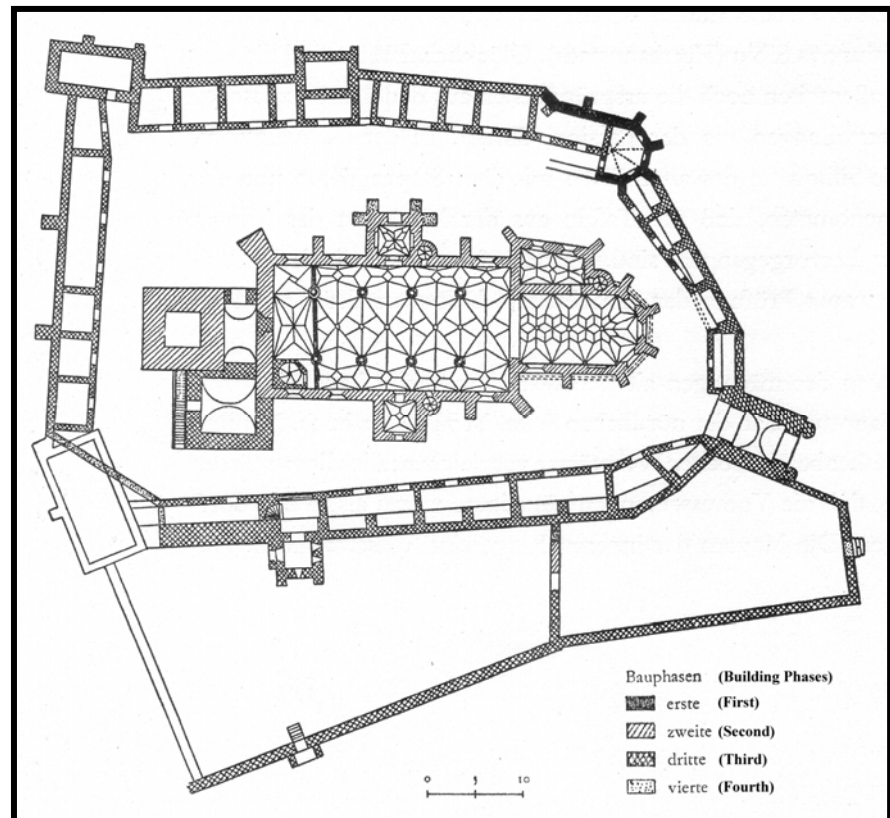 Bauphasen (Building Phases)
erste (First)
zweite (Second)
dritte (Third)
vierte (Fourth)
0 5 10